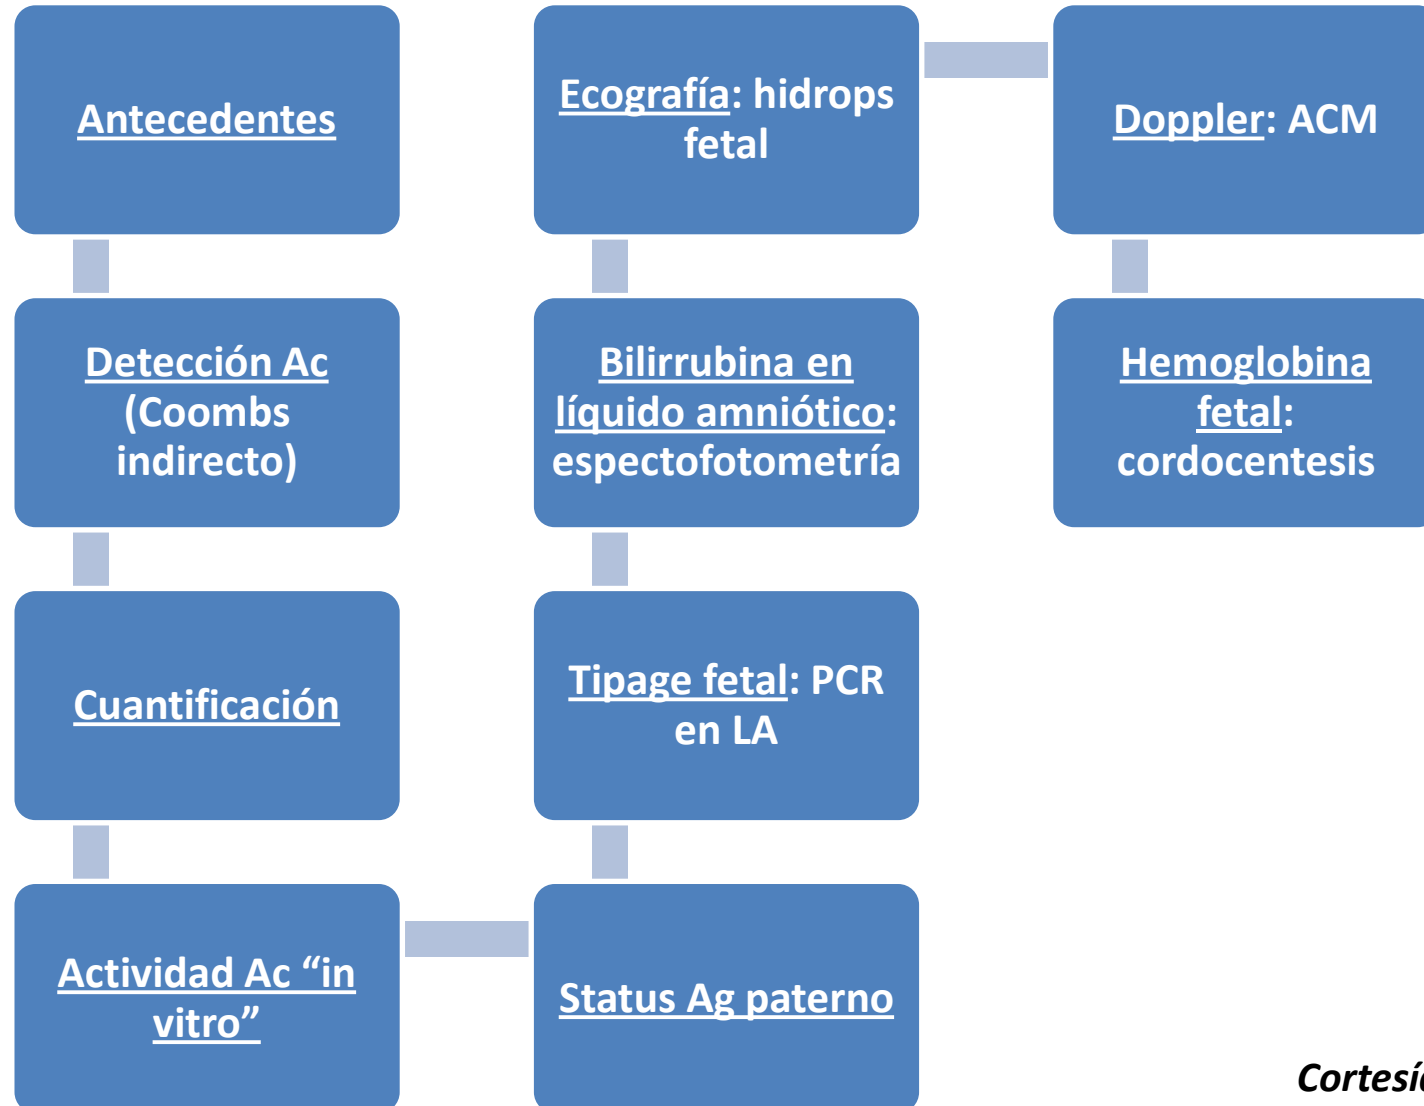 Antecedentes
Detección Ac
(Coombs
indirecto)
Cuantificación
Actividad Ac “in
vitro”
Status Ag paterno
Tipage fetal: PCR
en LA
Bilirrubina en
líquido amniótico:
espectofotometría
Ecografía: hidrops
fetal
Doppler: ACM
Hemoglobina
fetal:
cordocentesis